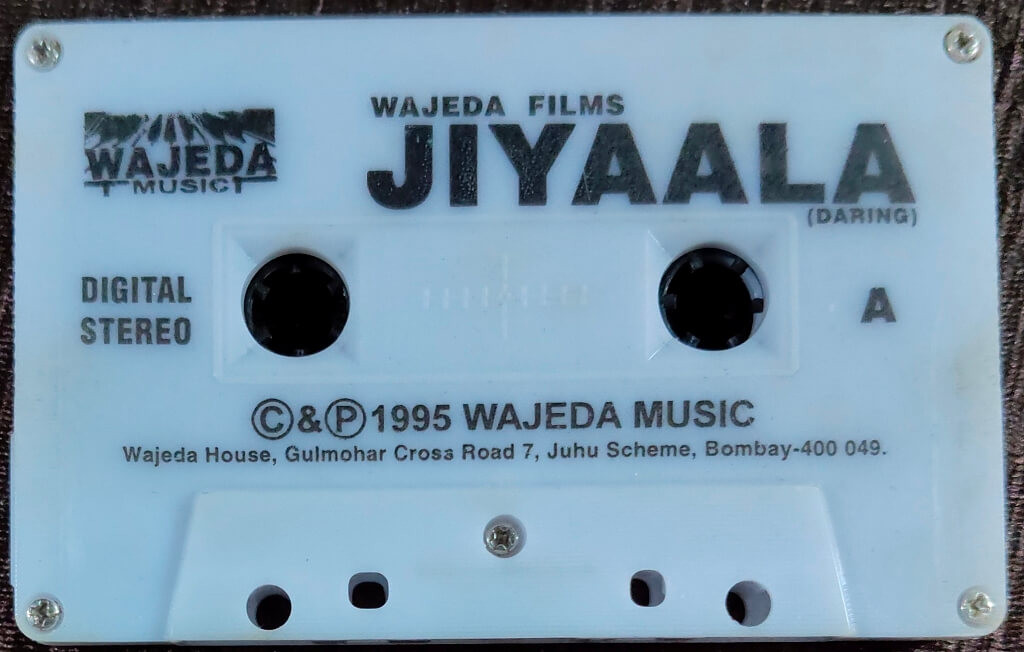 WAJEDA
MUSIC
WAJEDA FILMS
JIYAALA
(DARING)
DIGITAL
STEREO
A
Ⓒ&Ⓟ1995 WAJEDA MUSIC
Wajeda House, Gulmohar Cross Road 7, Juhu Scheme, Bombay-400 049.